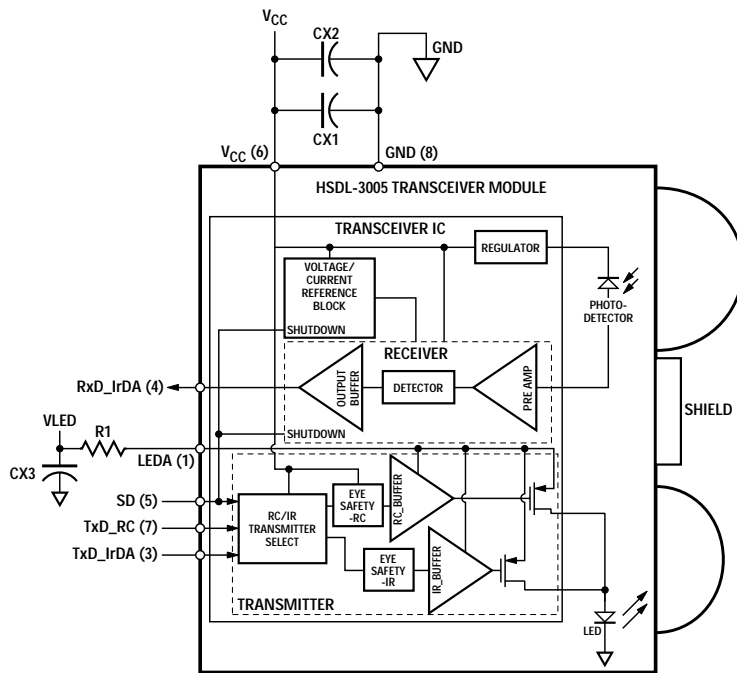 VCC
CX2
GND
CX1
VCC (6)
GND (8)
HSDL-3005 TRANSCEIVER MODULE
TRANSCEIVER IC
REGULATOR
VOLTAGE/
CURRENT
REFERENCE
BLOCK
PHOTO-
DETECTOR
SHUTDOWN
RECEIVER
RxD_IrDA (4)
OUTPUT
BUFFER
DETECTOR
PRE AMP
SHIELD
VLED
R1
SHUTDOWN
LEDA (1)
CX3
SD (5)
TxD_RC (7)
TxD_IrDA (3)
RC/IR
TRANSMITTER
SELECT
EYE
SAFETY
-RC
RC_BUFFER
EYE
SAFETY
-IR
IR_BUFFER
TRANSMITTER
LED